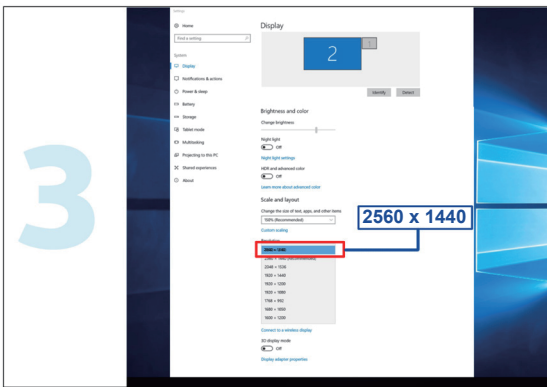 3
Settings
Home
Find a setting
System
Display
Notifications & actions
Power & sleep
Battery
Storage
Tablet mode
Multitasking
Projecting to this PC
Shared experiences
About
Display
2
1
Identify
Detect
Brightness and color
Change brightness
Night light
Off
Night light settings
HDR and advanced color
Off
Learn more about advanced color
Scale and layout
Change the size of text, apps, and other items
100% (Recommended)
Custom scaling
Resolution
2560 × 1440
(Recommended)
2048 × 1536
1920 × 1440
1920 × 1200
1920 × 1080
1680 × 1050
1600 × 1200
Connect to a wireless display
3D display mode
Off
Display adapter properties
2560 x 1440